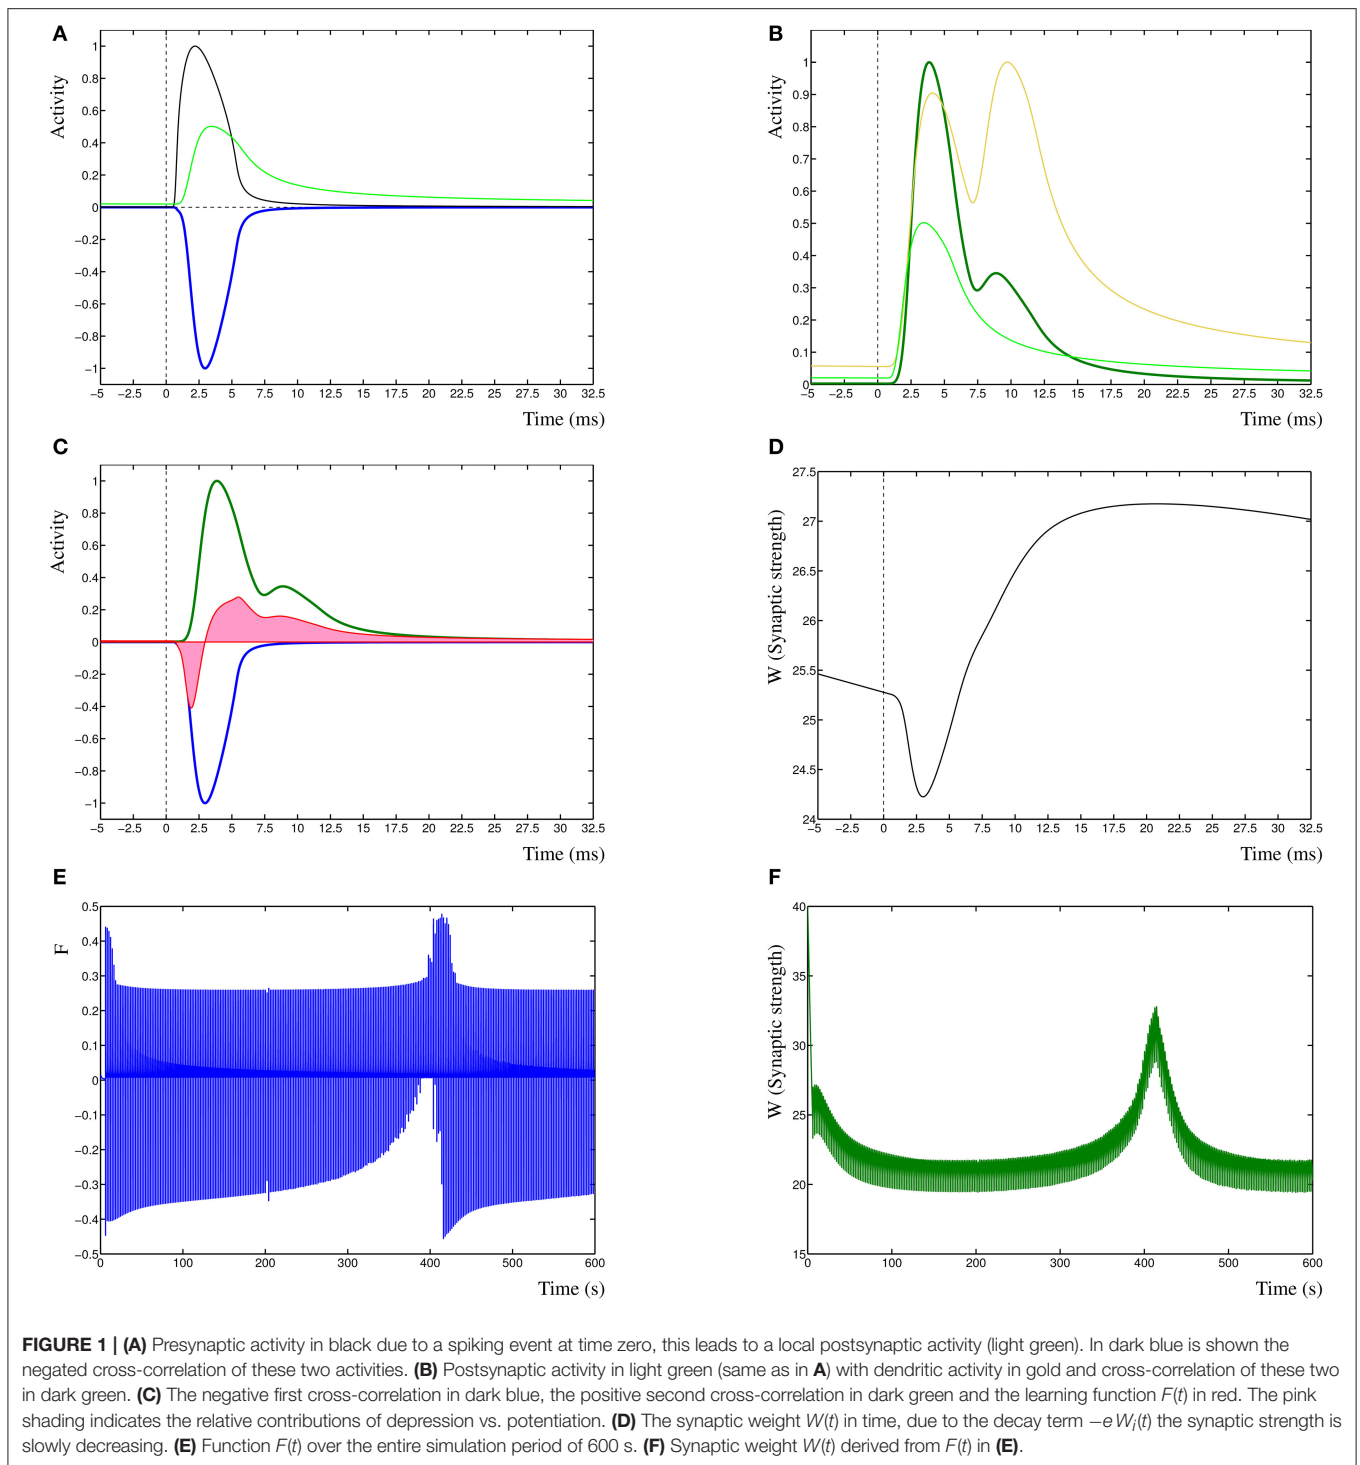 A
Activity
1
0.8
0.6
0.4
0.2
0
−0.2
−0.4
−0.6
−0.8
−1
−5 −2.5 0 2.5 5 7.5 10 12.5 15 17.5 20 22.5 25 27.5 30 32.5
Time (ms)
B
Activity
1
0.9
0.8
0.7
0.6
0.5
0.4
0.3
0.2
0.1
0
−5 −2.5 0 2.5 5 7.5 10 12.5 15 17.5 20 22.5 25 27.5 30 32.5
Time (ms)
C
Activity
1
0.8
0.6
0.4
0.2
0
−0.2
−0.4
−0.6
−0.8
−1
−5 −2.5 0 2.5 5 7.5 10 12.5 15 17.5 20 22.5 25 27.5 30 32.5
Time (ms)
D
W (Synaptic strength)
27.5
27
26.5
26
25.5
25
24.5
24
−5 −2.5 0 2.5 5 7.5 10 12.5 15 17.5 20 22.5 25 27.5 30 32.5
Time (ms)
E
F
0.5
0.4
0.3
0.2
0.1
0
−0.1
−0.2
−0.3
−0.4
−0.5
0 100 200 300 400 500 600
Time (s)
F
W (Synaptic strength)
40
35
30
25
20
15
0 100 200 300 400 500 600
Time (s)
FIGURE 1 | (A) Presynaptic activity in black due to a spiking event at time zero, this leads to a local postsynaptic activity (light green). In dark blue is shown the
negated cross-correlation of these two activities. (B) Postsynaptic activity in light green (same as in A) with dendritic activity in gold and cross-correlation of these two
in dark green. (C) The negative first cross-correlation in dark blue, the positive second cross-correlation in dark green and the learning function F(t) in red. The pink
shading indicates the relative contributions of depression vs. potentiation. (D) The synaptic weight W(t) in time, due to the decay term −e Wᵢ(t) the synaptic strength is
slowly decreasing. (E) Function F(t) over the entire simulation period of 600 s. (F) Synaptic weight W(t) derived from F(t) in (E).